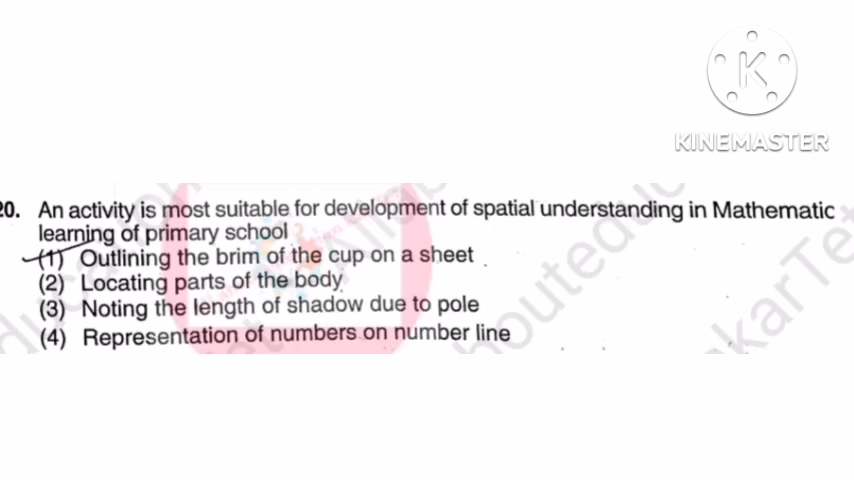 KINEMASTER
20. An activity is most suitable for development of spatial understanding in Mathematic
learning of primary school
(1) Outlining the brim of the cup on a sheet
(2) Locating parts of the body
(3) Noting the length of shadow due to pole
(4) Representation of numbers on number line